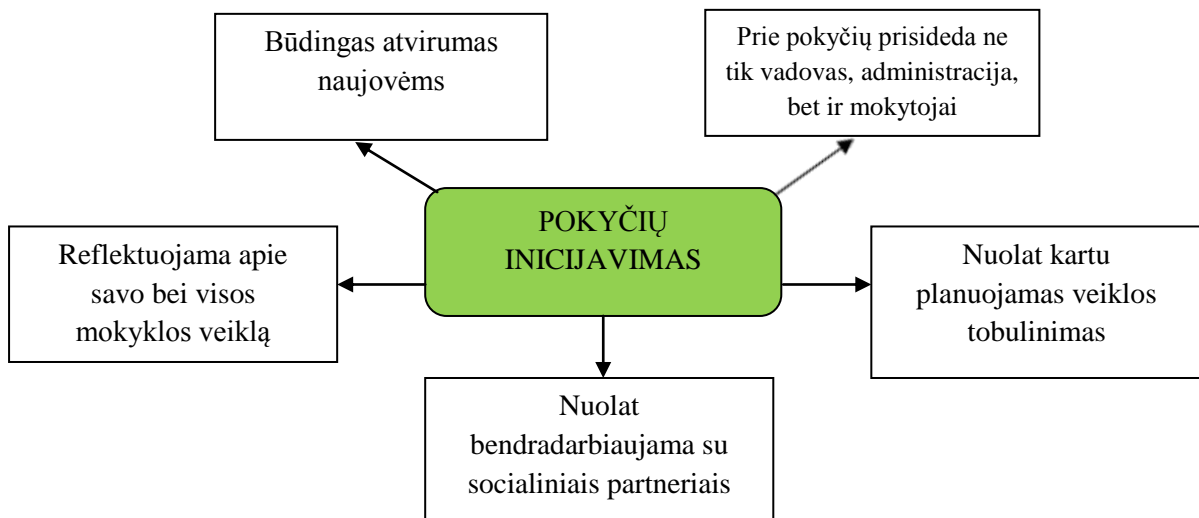 Būdingas atvirumas
naujovėms
Prie pokyčių prisideda ne
tik vadovas, administracija,
bet ir mokytojai
POKYČIŲ
INICIJAVIMAS
Reflektuojama apie
savo bei visos
mokyklos veiklą
Nuolat kartu
planuojamas veiklos
tobulinimas
Nuolat
bendradarbiaujama su
socialiniais partneriais